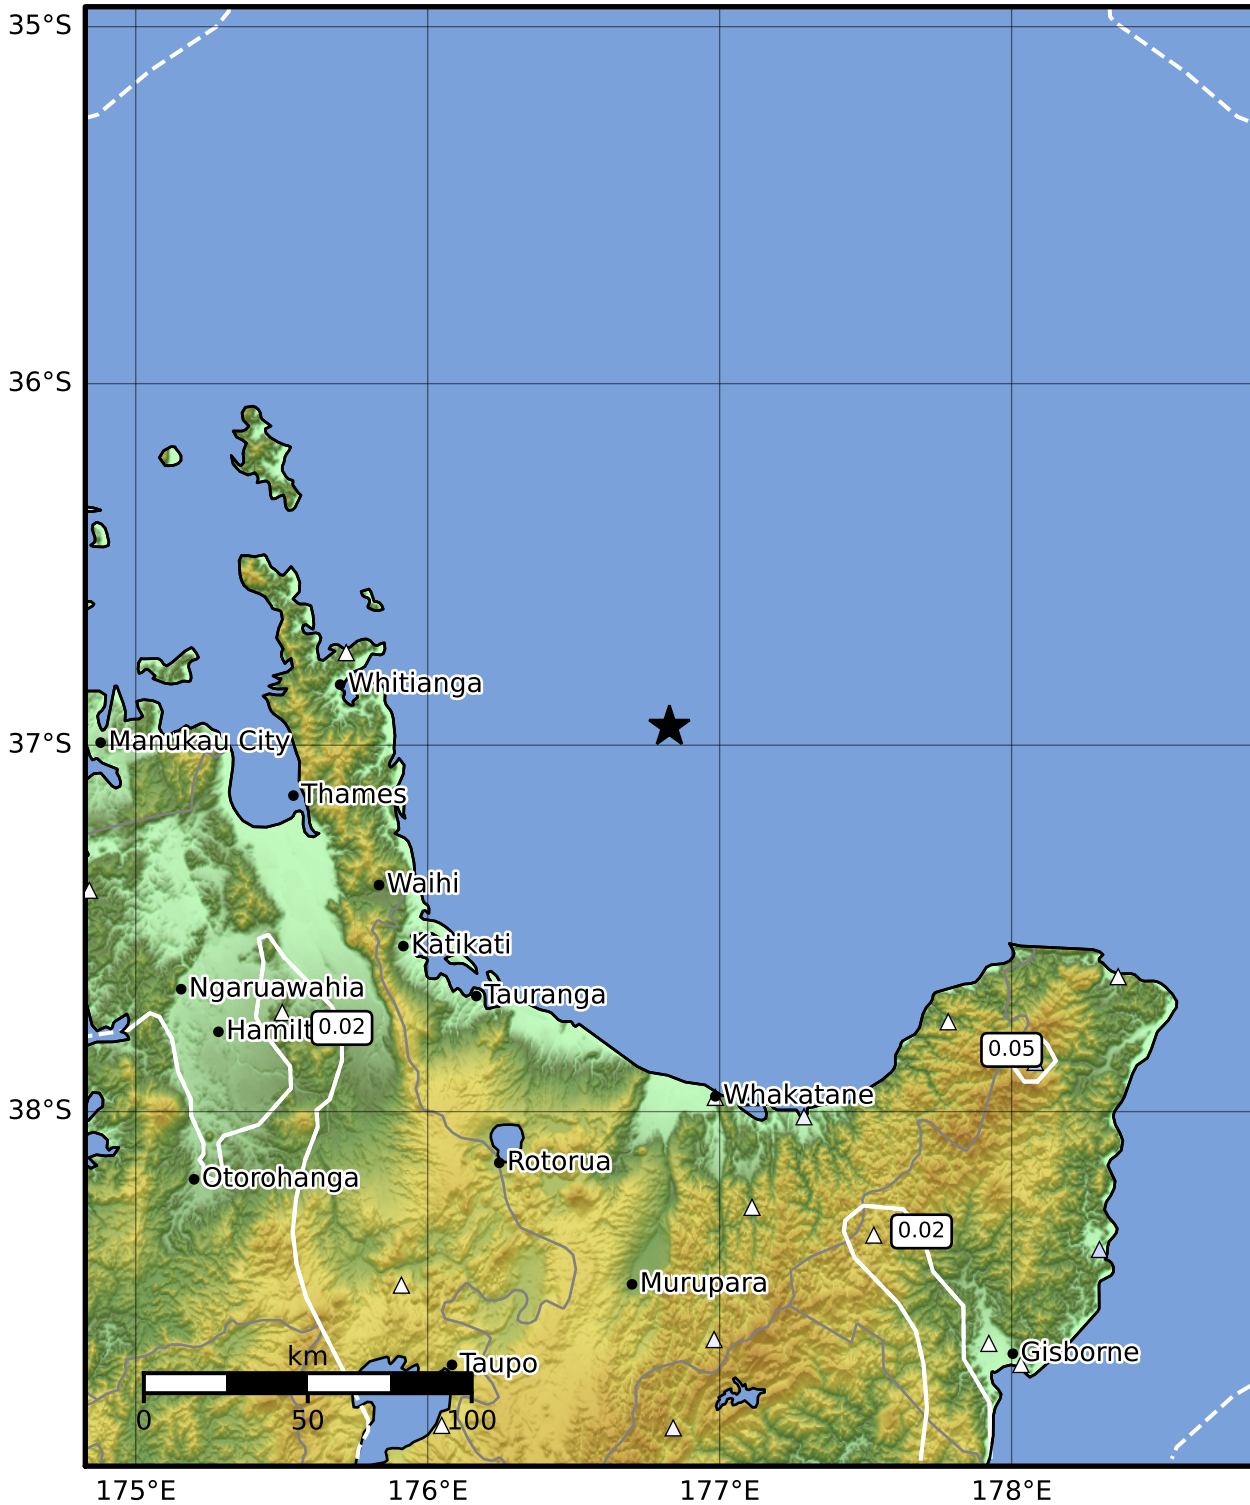 35°S
36°S
Whitianga
37°S
Manukau City
Thames
Waihi
Katikati
Ngaruawahia
Tauranga
Hamilt
0.02
0.05
Whakatane
38°S
Rotorua
Otorohanga
0.02
Murupara
Gisborne
km
Taupo
0 50 100
175°E 176°E 177°E 178°E